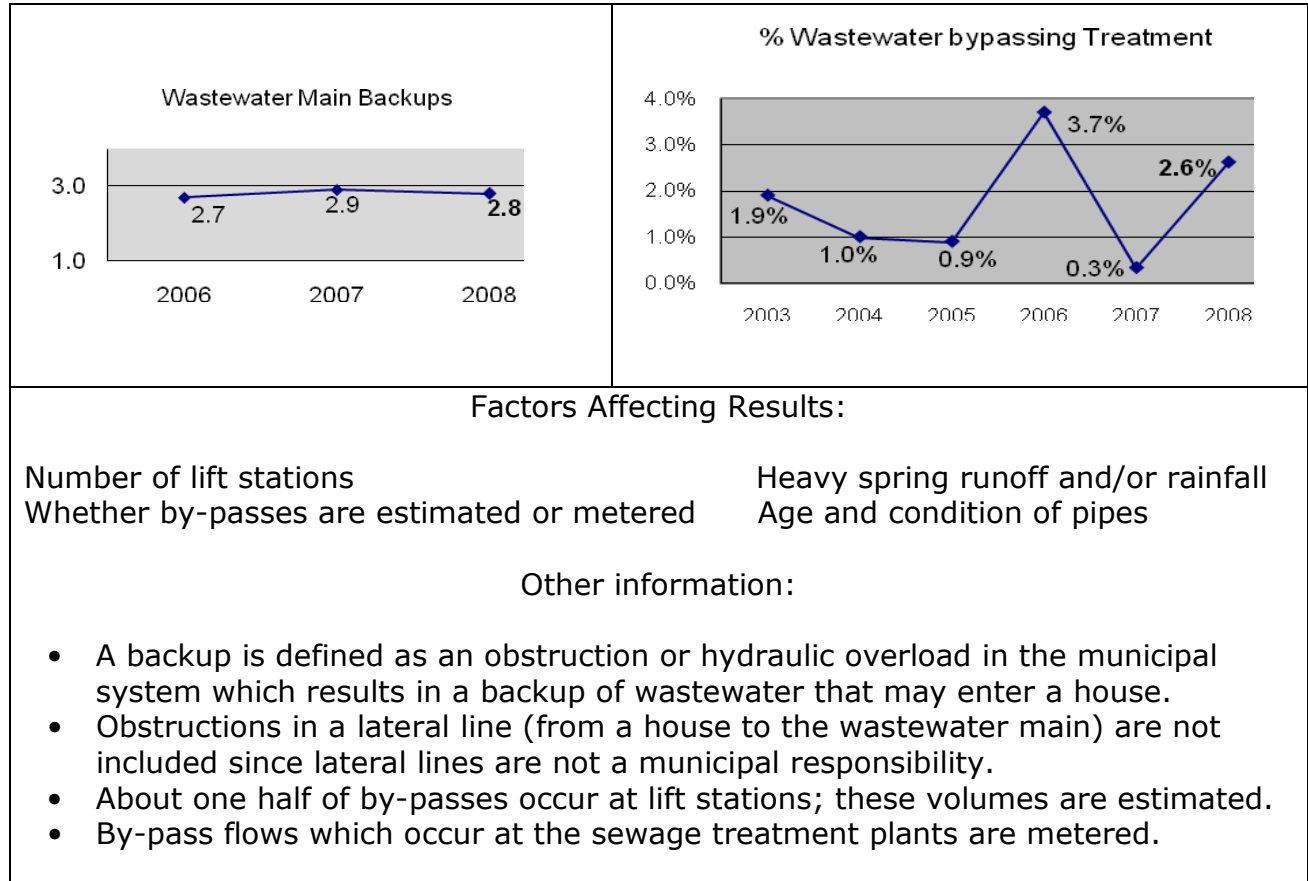 Wastewater Main Backups
3.0
1.0
2.7
2.9
2.8
2006 2007 2008
% Wastewater bypassing Treatment
4.0%
3.0%
2.0%
1.0%
0.0%
1.9%
1.0%
0.9%
3.7%
0.3%
2.6%
2003 2004 2005 2006 2007 2008
Factors Affecting Results:
Number of lift stations Heavy spring runoff and/or rainfall
Whether by-passes are estimated or metered Age and condition of pipes
Other information:
• A backup is defined as an obstruction or hydraulic overload in the municipal
system which results in a backup of wastewater that may enter a house.
• Obstructions in a lateral line (from a house to the wastewater main) are not
included since lateral lines are not a municipal responsibility.
• About one half of by-passes occur at lift stations; these volumes are estimated.
• By-pass flows which occur at the sewage treatment plants are metered.